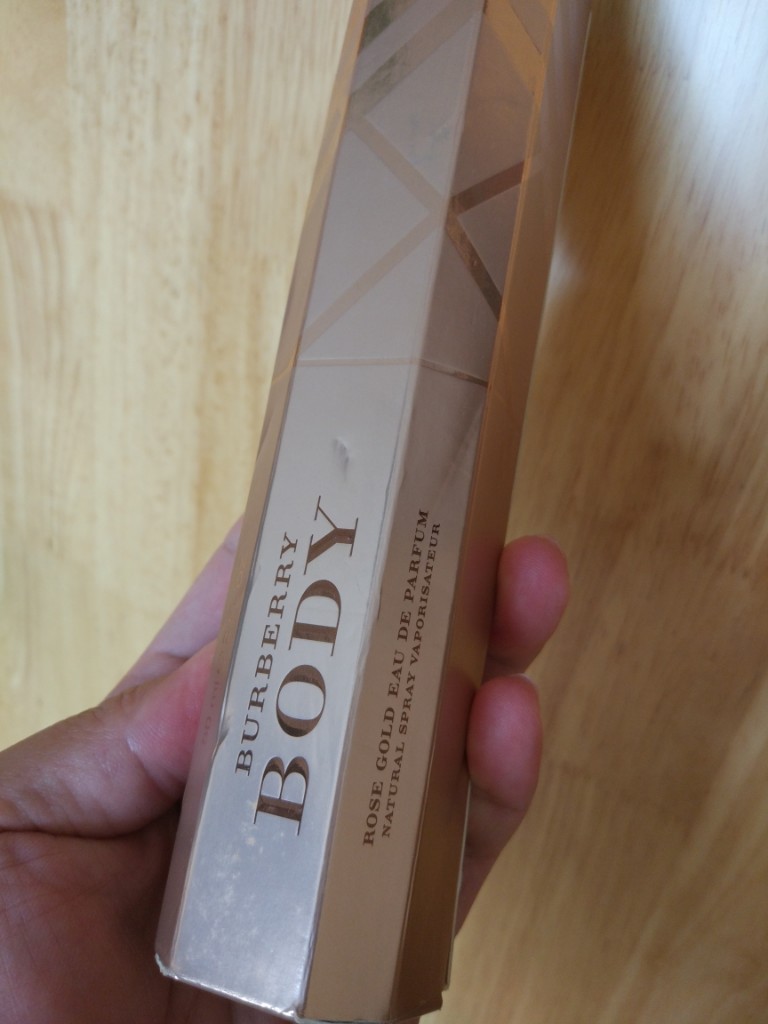 BURBERRY
BODY
ROSE GOLD EAU DE PARFUM
NATURAL SPRAY VAPORISATEUR